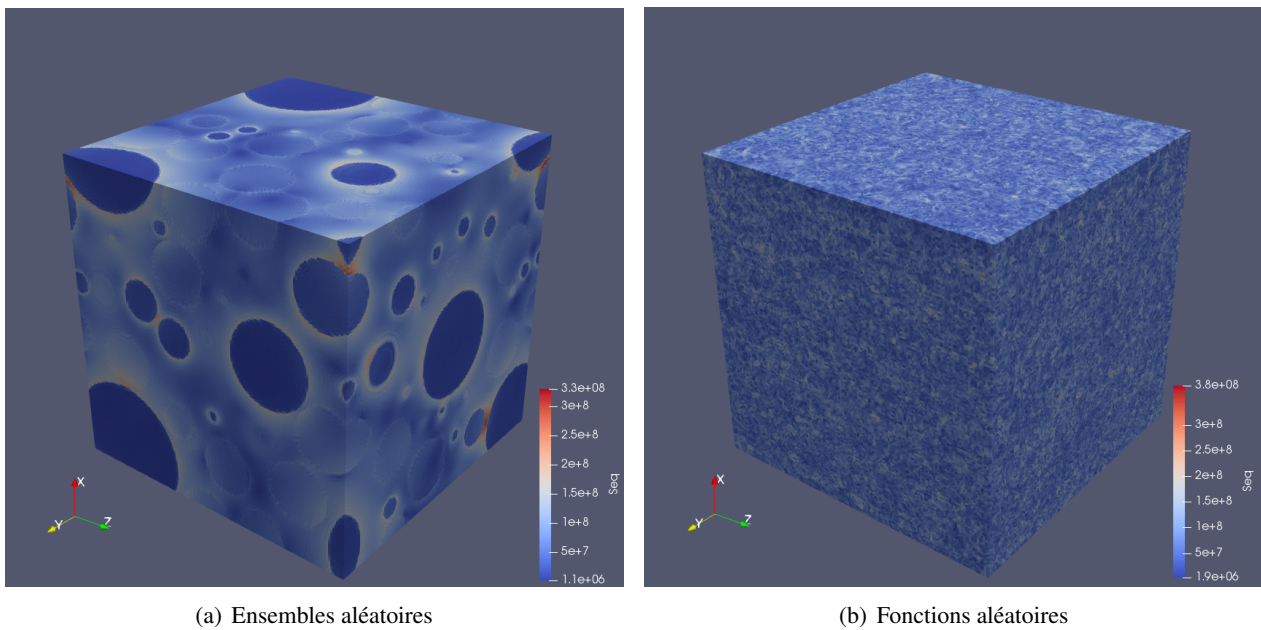 3.3e+08
3e+8
2.5e+8
2e+8
1.5e+8
1e+8
5e+7
1.1e+06
Seq
X
Y
Z
3.8e+08
3e+8
2.5e+8
2e+8
1.5e+8
1e+8
5e+7
1.9e+06
Seq
X
Y
Z
(a) Ensembles aléatoires
(b) Fonctions aléatoires